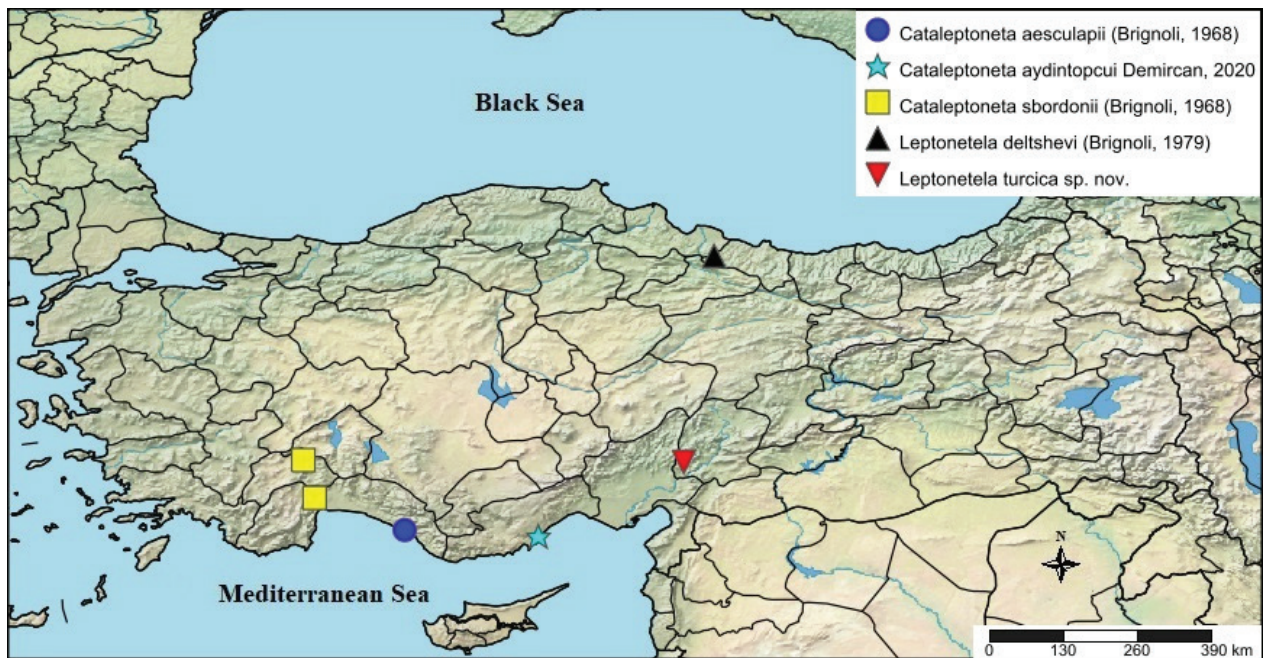 Cataleptoneta aesculapii (Brignoli, 1968)
Cataleptoneta aydintopcui Demircan, 2020
Cataleptoneta sbordonii (Brignoli, 1968)
Leptonetela deltshevi (Brignoli, 1979)
Leptonetela turcica sp. nov.
Black Sea
Mediterranean Sea
N
0 130 260 390 km